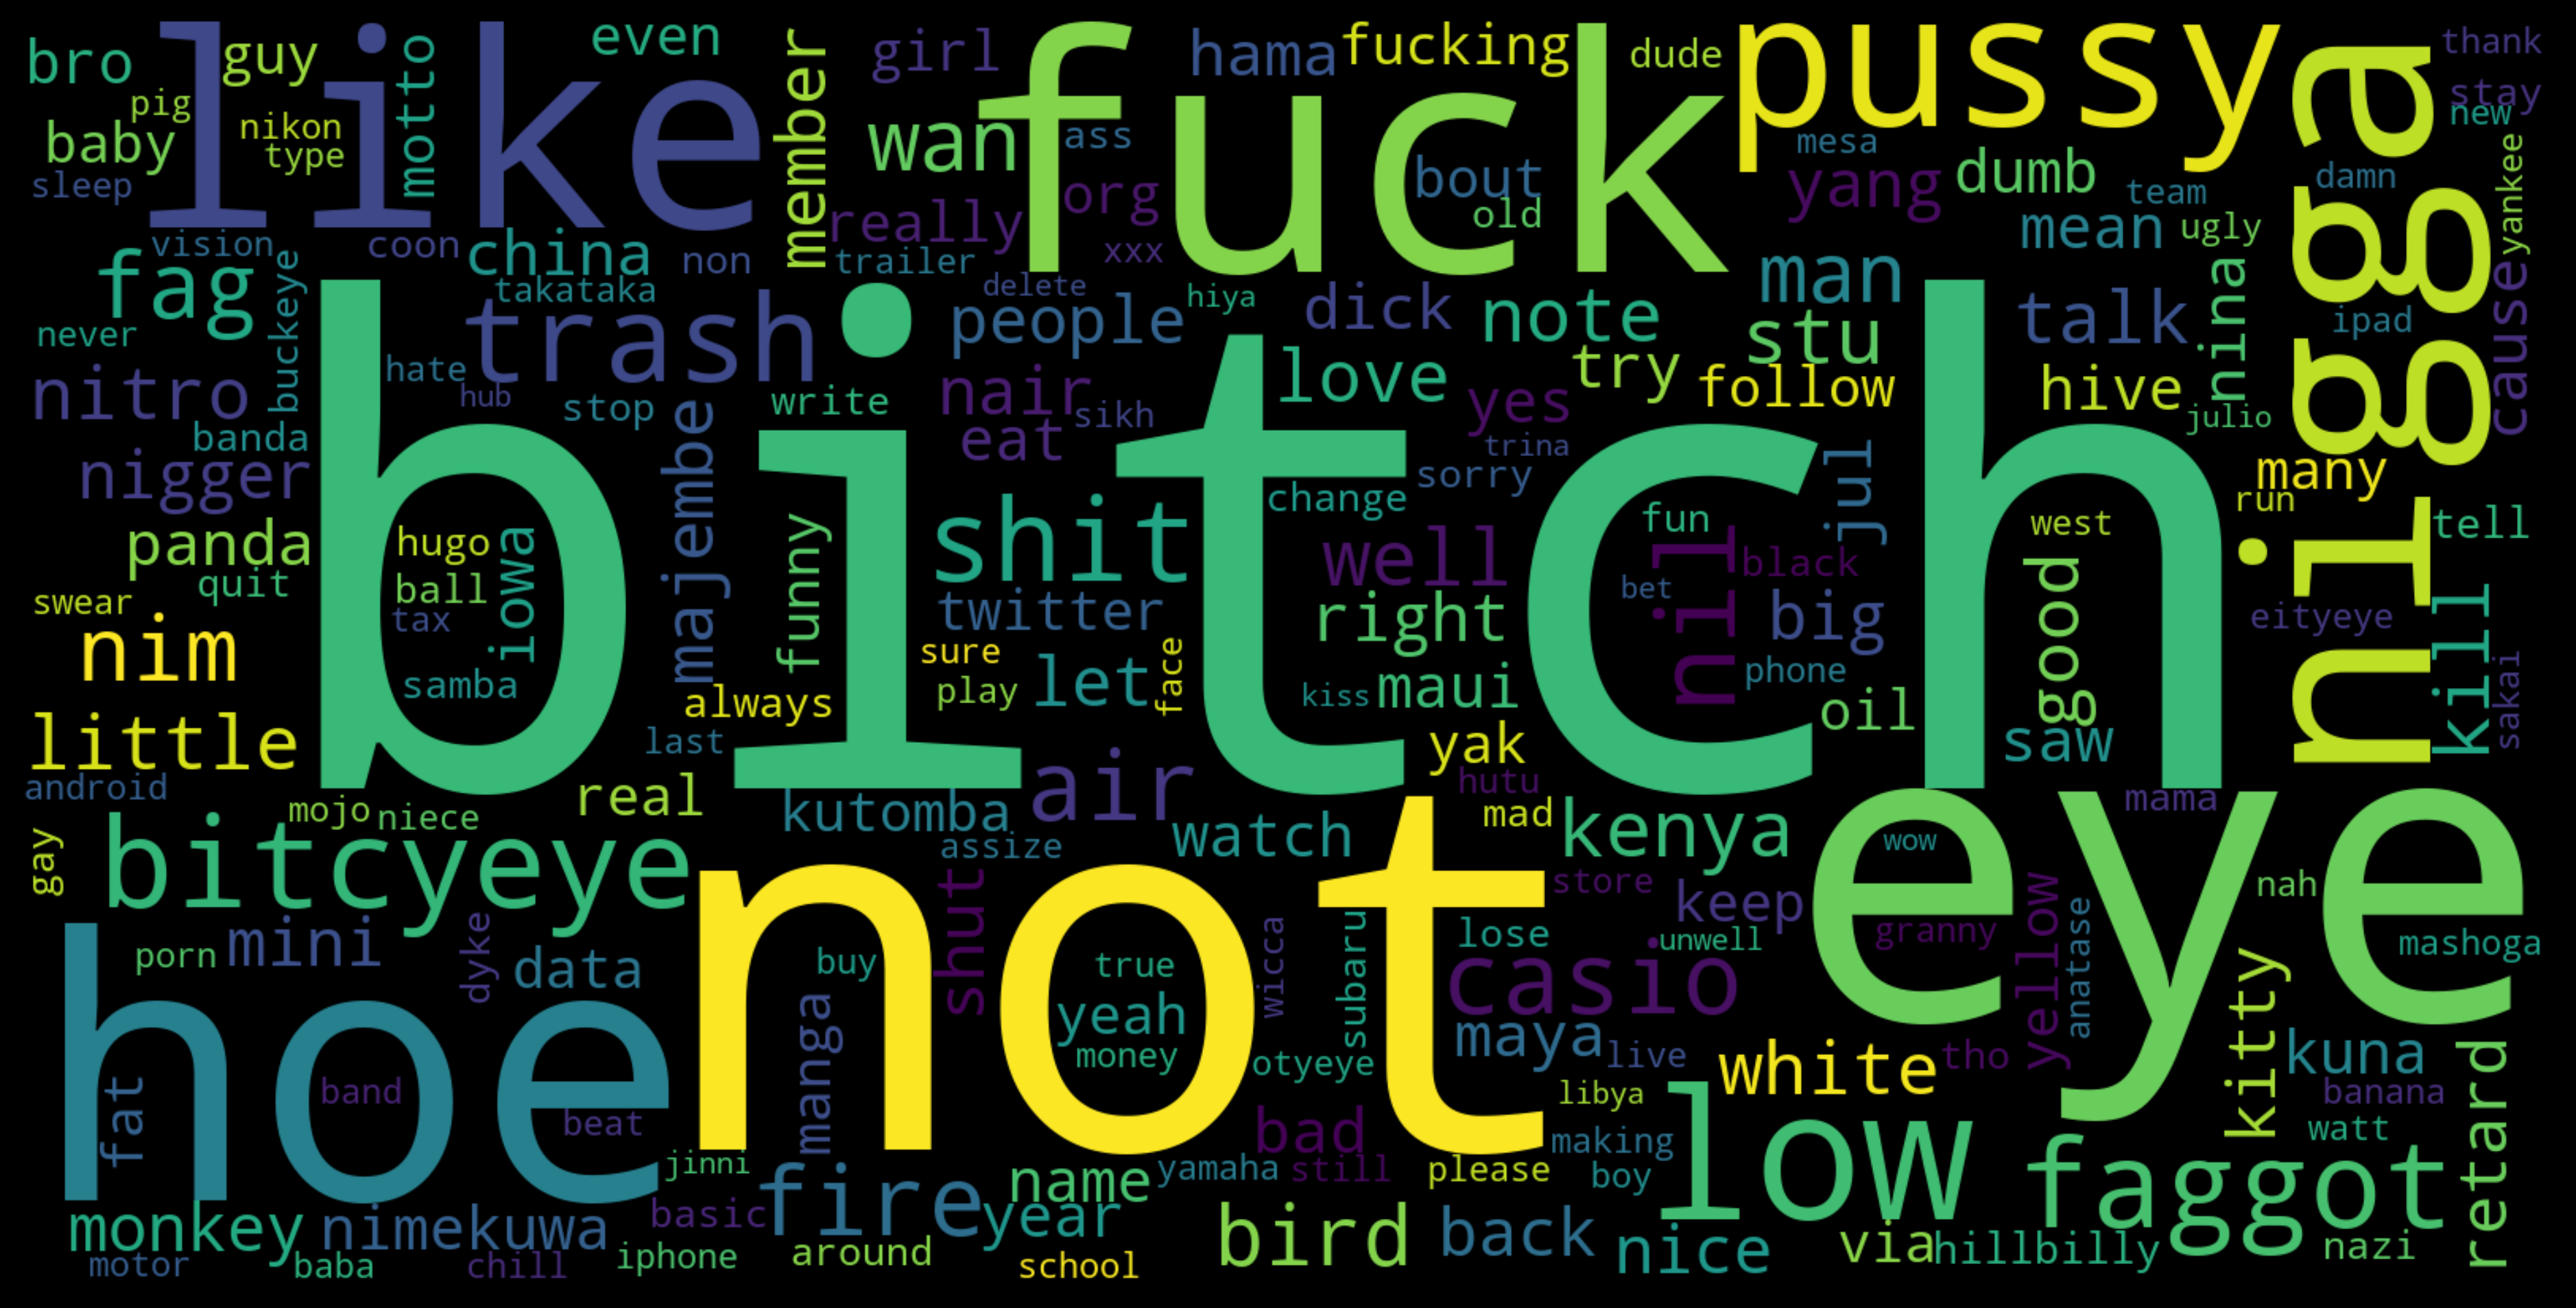 bro
guy
motto
even
like
member
girl
hama
fucking
fuck
dude
pussy
thank
stay
new
pig
baby
nikon
type
sleep
wan
ass
org
really
bout
old
mesa
yang
dumb
team
mean
ugly
damn
yankee
nigga
vision
coon
china
non
trailer
xxx
fag
buckeye
takataka
trash
delete
hiya
people
dick
note
man
stu
talk
nina
ipad
cause
never
hate
hub
stop
write
nair
sikh
eat
love
yes
try
follow
hive
julio
nitro
banda
nigger
majembe
trina
sorry
jul
many
run
tell
bitch
panda
quit
hugo
ball
tax
iowa
samba
funny
shit
change
well
fun
nil
black
bet
west
good
swear
nim
twitter
sure
play
let
face
right
kiss
maui
big
phone
oil
saw
eityeye
kill
sakai
little
always
last
yak
hutu
android
mojo
niece
real
kutomba
air
assize
watch
mad
kenya
mama
gay
bitcyeye
not
eye
wow
nah
store
shut
keep
granny
yellow
anatase
mashoga
porn
mini
dyke
data
buy
true
yeah
money
wicca
subaru
lose
unwell
casio
hoe
fat
band
beat
manga
otyeye
maya
live
white
tho
kitty
kuna
banana
watt
retard
libya
low
jinni
bad
making
boy
faggot
monkey
nimekuwa
basic
fire
year
name
yamaha
still
please
bird
back
nice
via
hillbilly
nazi
motor
baba
chill
iphone
around
school